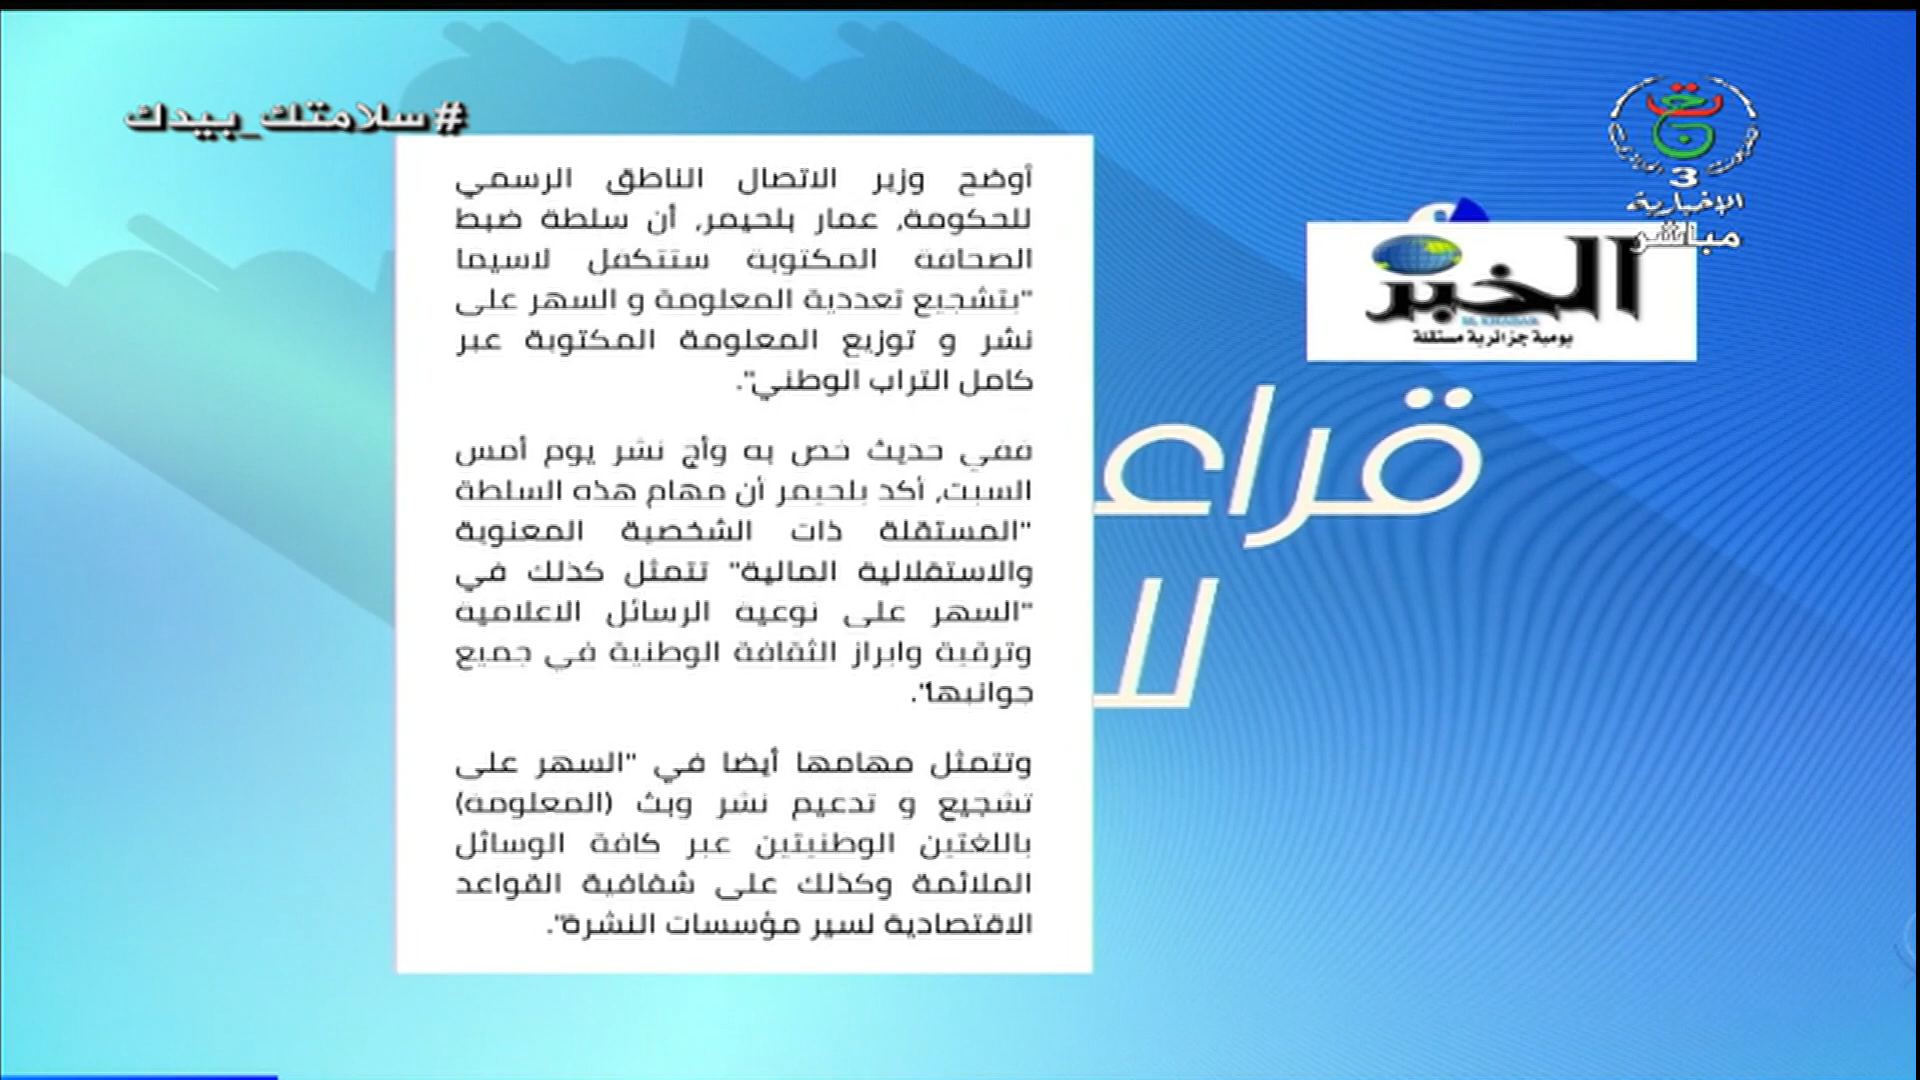 #سلامتك_بيدك
3
الإخبارية
مباشر
الخبر
EL KHABAR
يومية جزائرية مستقلة
أوضح وزير الاتصال الناطق الرسمي
للحكومة, عمار بلحيمر, أن سلطة ضبط
الصحافة المكتوبة ستتكفل لاسيما
"بتشجيع تعددية المعلومة و السهر على
نشر و توزيع المعلومة المكتوبة عبر
كامل التراب الوطني".
ففي حديث خص به وأج نشر يوم أمس
السبت, أكد بلحيمر أن مهام هذه السلطة
"المستقلة ذات الشخصية المعنوية
والاستقلالية المالية" تتمثل كذلك في
"السهر على نوعية الرسائل الاعلامية
وترقية وابراز الثقافة الوطنية في جميع
جوانبها".
وتتمثل مهامها أيضا في "السهر على
تشجيع و تدعيم نشر وبث (المعلومة)
باللغتين الوطنيتين عبر كافة الوسائل
الملائمة وكذلك على شفافية القواعد
الاقتصادية لسير مؤسسات النشرة".